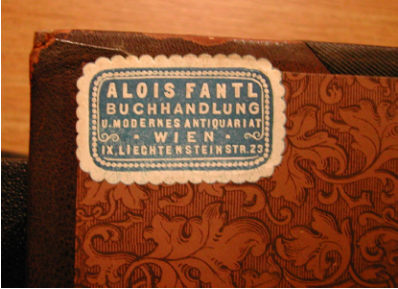 ALOIS FANTL
BUCHHANDLUNG
U. MODERNES ANTIQUARIAT
· WIEN ·
IX, LIECHTENSTEINSTR. 23